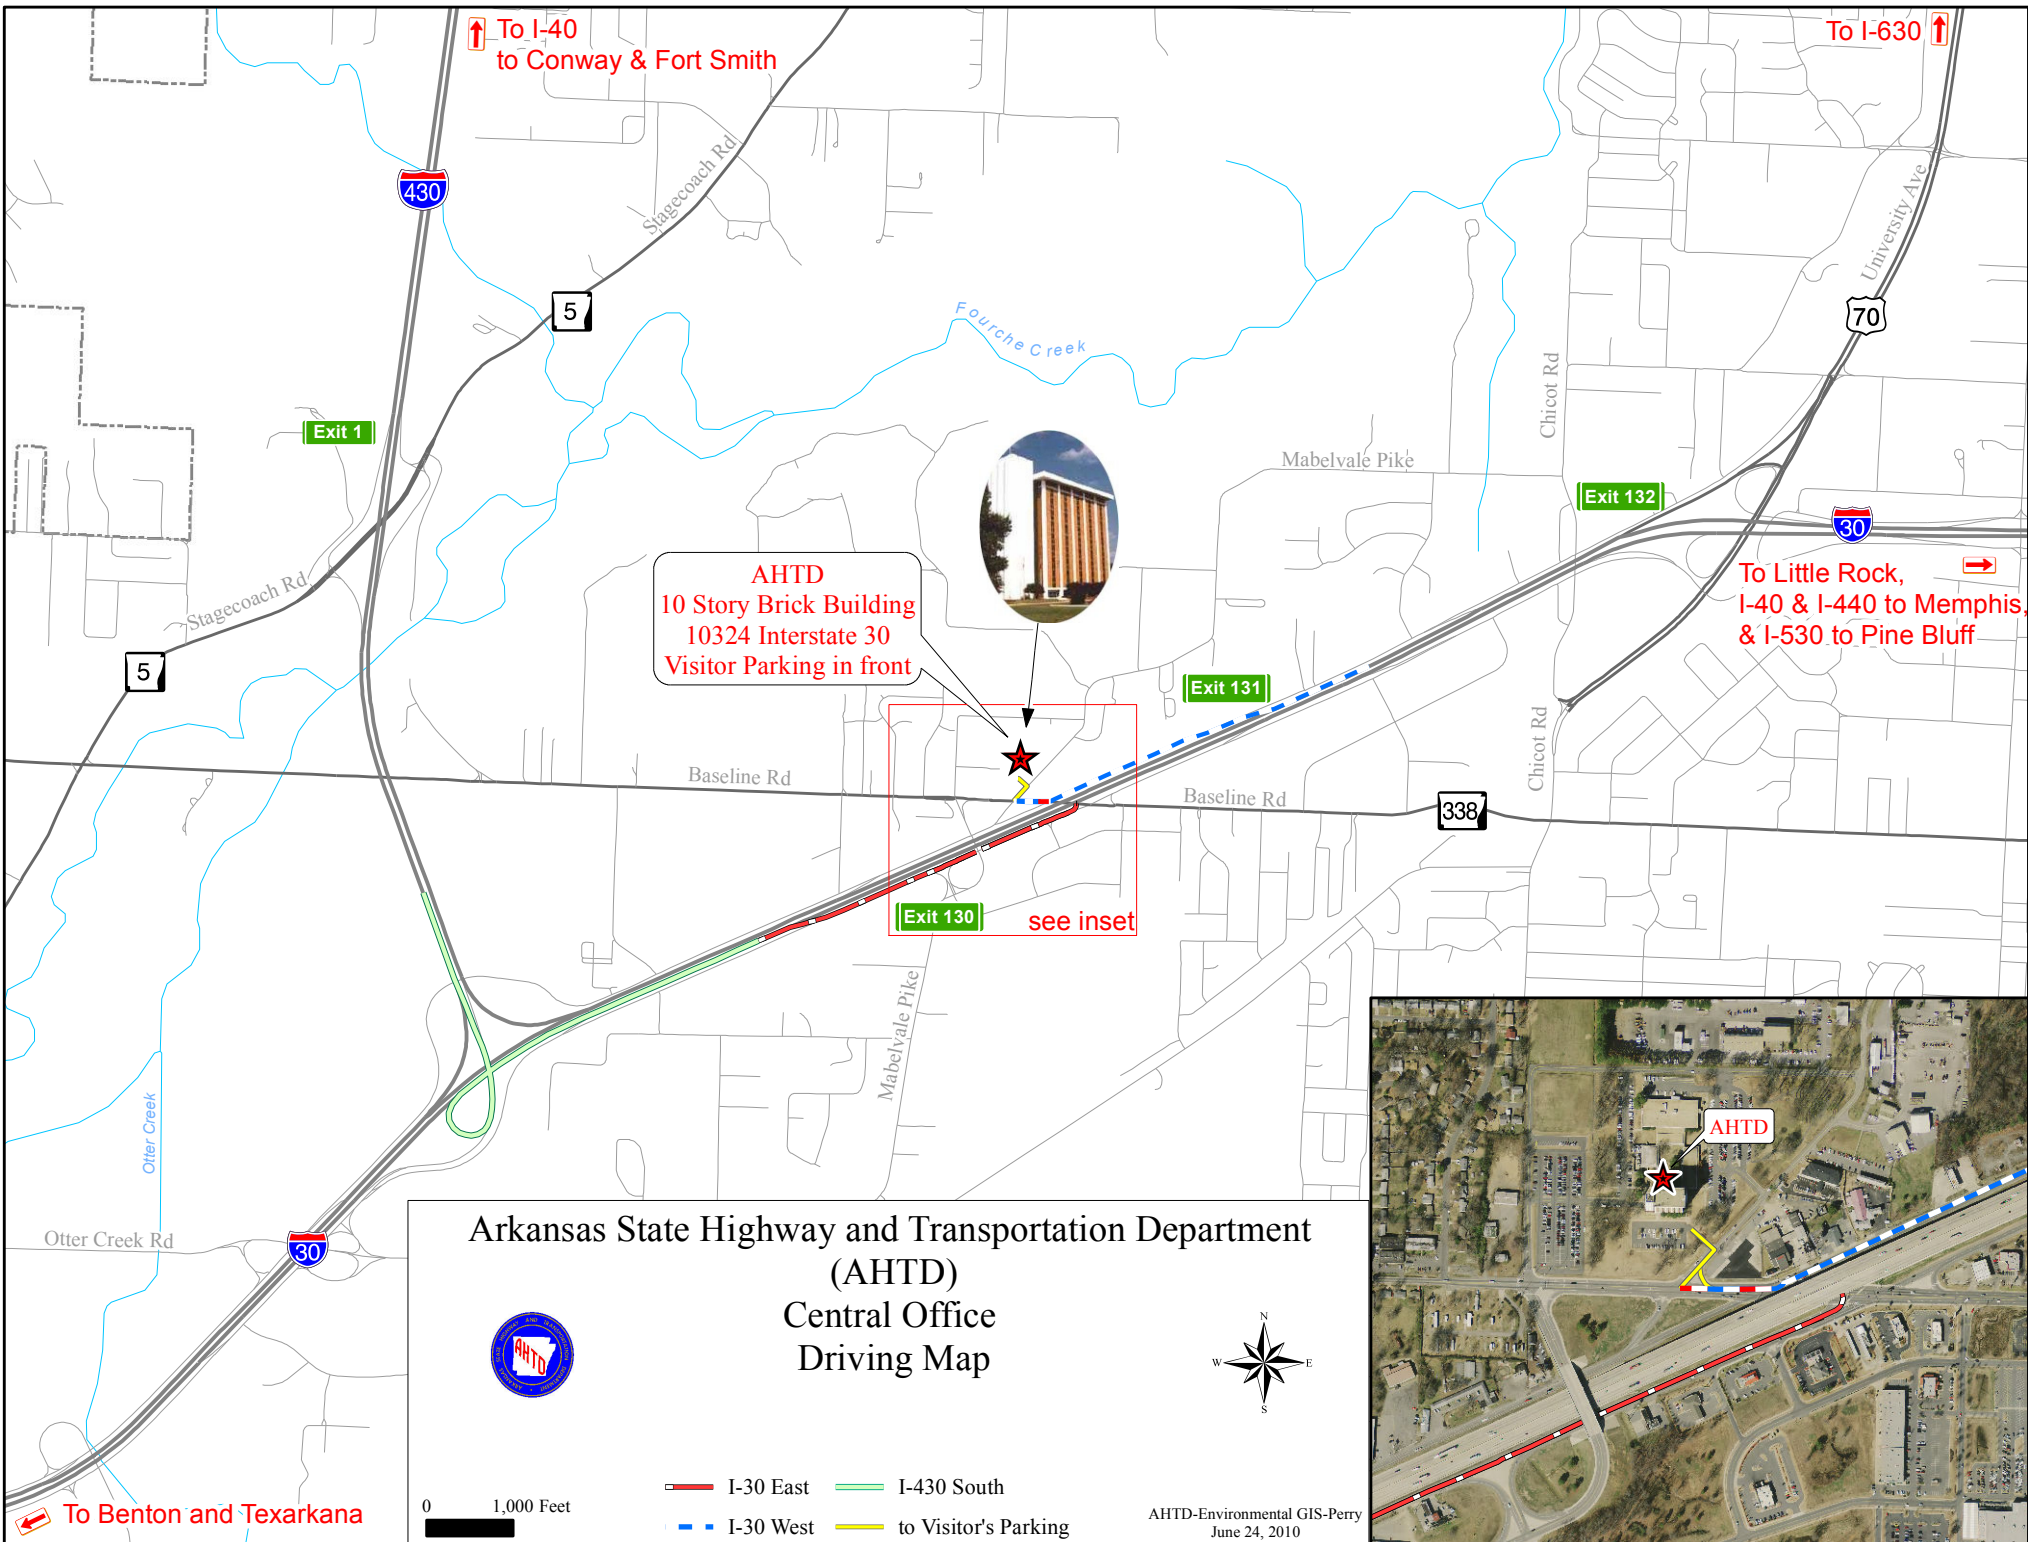 To I-40
to Conway & Fort Smith
To I-630
430
Stagecoach Rd
University Ave
5
70
Fourche Creek
Chicot Rd
Exit 1
Mabelvale Pike
Exit 132
30
To Little Rock,
I-40 & I-440 to Memphis,
& I-530 to Pine Bluff
AHTD
10 Story Brick Building
10324 Interstate 30
Visitor Parking in front
Stagecoach Rd
5
Exit 131
Chicot Rd
Baseline Rd
Baseline Rd
338
Exit 130
see inset
Mabelvale Pike
Otter Creek
Otter Creek Rd
30
To Benton and Texarkana
AHTD
Arkansas State Highway and Transportation Department
(AHTD)
Central Office
Driving Map
AHTD
N
W
E
S
0
1,000 Feet
I-30 East
I-430 South
I-30 West
to Visitor's Parking
AHTD-Environmental GIS-Perry
June 24, 2010